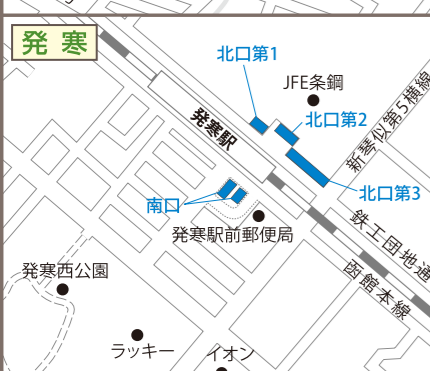 発寒
北口第1
JFE条鋼
北口第2
新琴似第5横線
発寒駅
北口第3
南口
発寒駅前郵便局
鉄工団地通
函館本線
発寒西公園
ラッキー
イオン